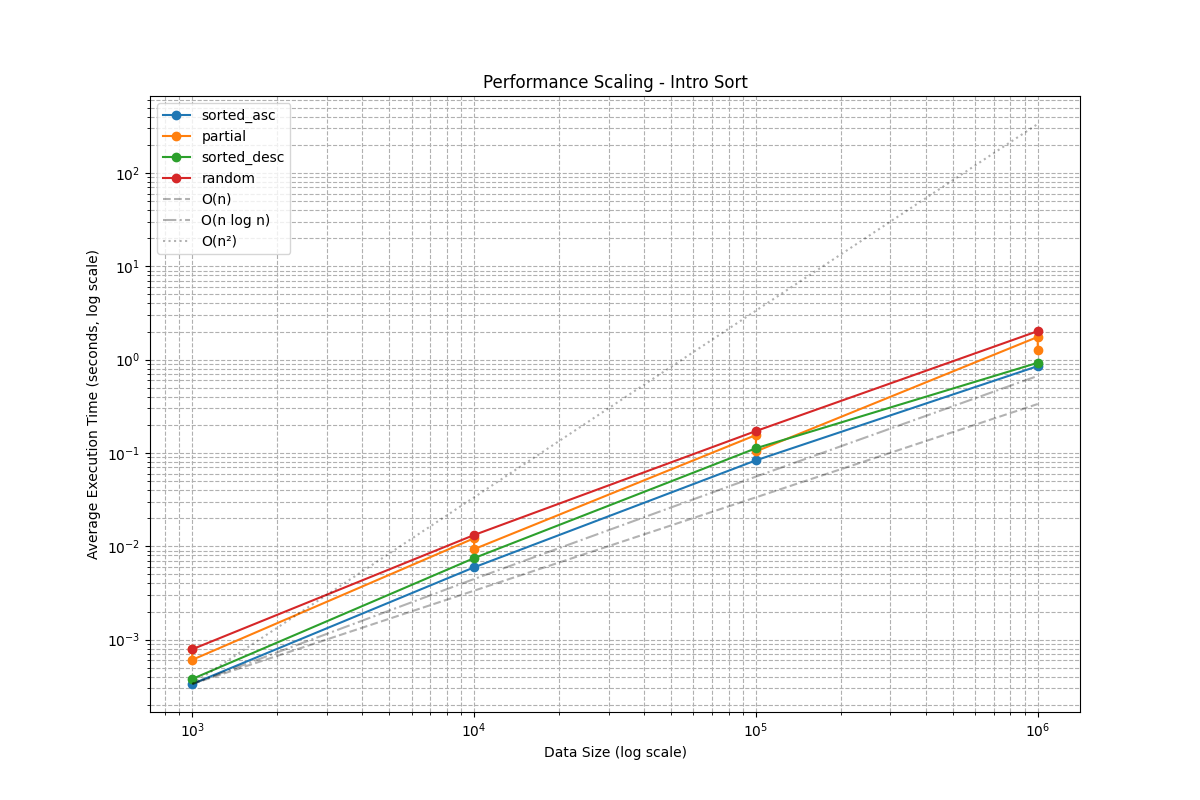 Performance Scaling - Intro Sort
sorted_asc
partial
sorted_desc
random
O(n)
O(n log n)
O(n²)
Average Execution Time (seconds, log scale)
10²
10¹
10⁰
10⁻¹
10⁻²
10⁻³
10³
10⁴
10⁵
10⁶
Data Size (log scale)